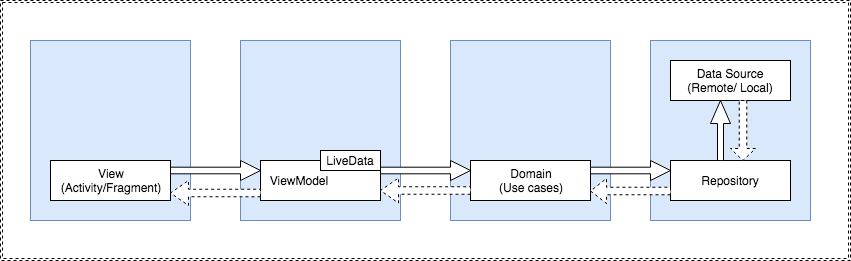 View
(Activity/Fragment)
LiveData
ViewModel
Domain
(Use cases)
Data Source
(Remote/ Local)
Repository